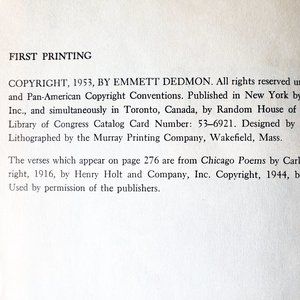 FIRST PRINTING
COPYRIGHT, 1953, BY EMMETT DEDMON. All rights reserved un
and Pan-American Copyright Conventions. Published in New York by
Inc., and simultaneously in Toronto, Canada, by Random House of
Library of Congress Catalog Card Number: 53-6921. Designed by
Lithographed by the Murray Printing Company, Wakefield, Mass.
The verses which appear on page 276 are from Chicago Poems by Carl
right, 1916, by Henry Holt and Company, Inc. Copyright, 1944, b
Used by permission of the publishers.